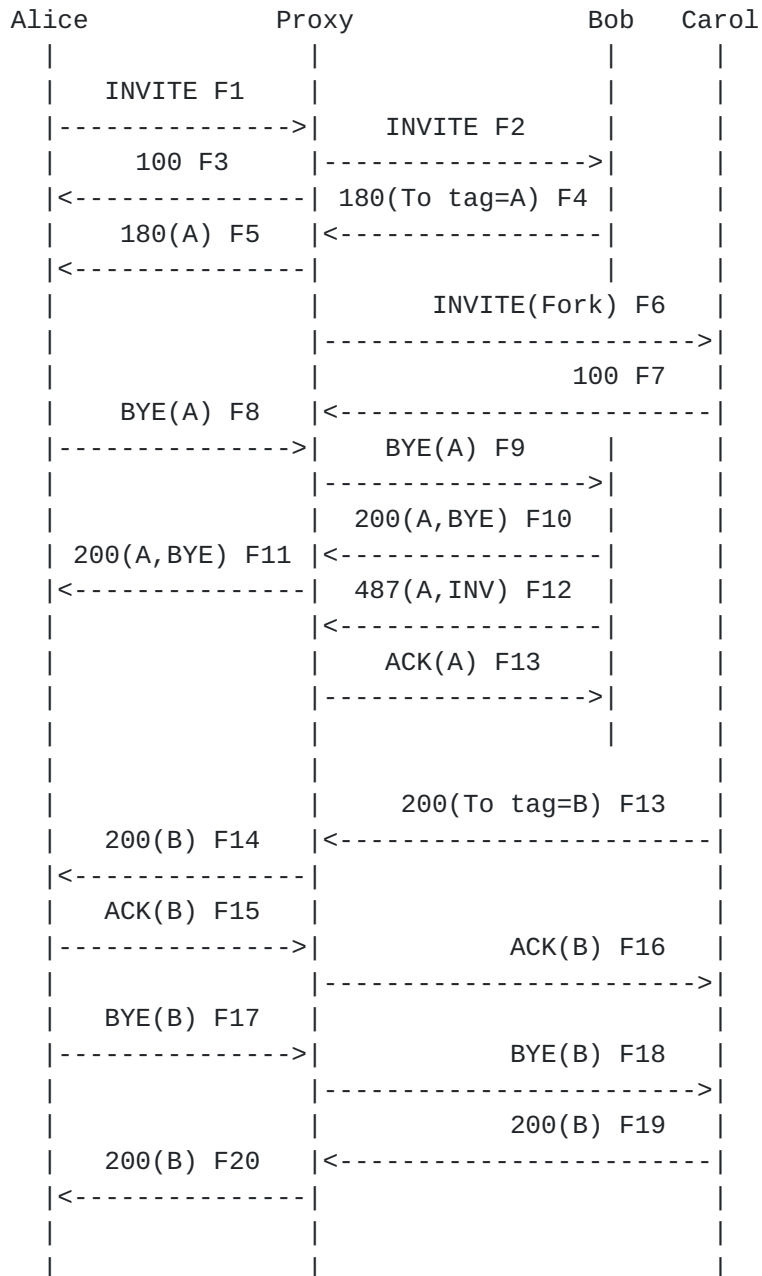 Alice            Proxy               Bob   Carol
  |                |                  |      |
  |   INVITE F1    |                  |      |
  |--------------->|    INVITE F2     |      |
  |     100 F3     |----------------->|      |
  |<---------------| 180(To tag=A) F4 |      |
  |    180(A) F5   |<-----------------|      |
  |<---------------|                  |      |
  |                |       INVITE(Fork) F6   |
  |                |------------------------>|
  |                |                100 F7   |
  |    BYE(A) F8   |<------------------------|
  |--------------->|    BYE(A) F9     |      |
  |                |----------------->|      |
  |                |  200(A,BYE) F10  |      |
  | 200(A,BYE) F11 |<-----------------|      |
  |<---------------|  487(A,INV) F12  |      |
  |                |<-----------------|      |
  |                |    ACK(A) F13    |      |
  |                |----------------->|      |
  |                |                  |      |
  |                |                         |
  |                |     200(To tag=B) F13   |
  |   200(B) F14   |<------------------------|
  |<---------------|                         |
  |   ACK(B) F15   |                         |
  |--------------->|            ACK(B) F16   |
  |                |------------------------>|
  |   BYE(B) F17   |                         |
  |--------------->|            BYE(B) F18   |
  |                |------------------------>|
  |                |            200(B) F19   |
  |   200(B) F20   |<------------------------|
  |<---------------|                         |
  |                |                         |
  |                |                         |